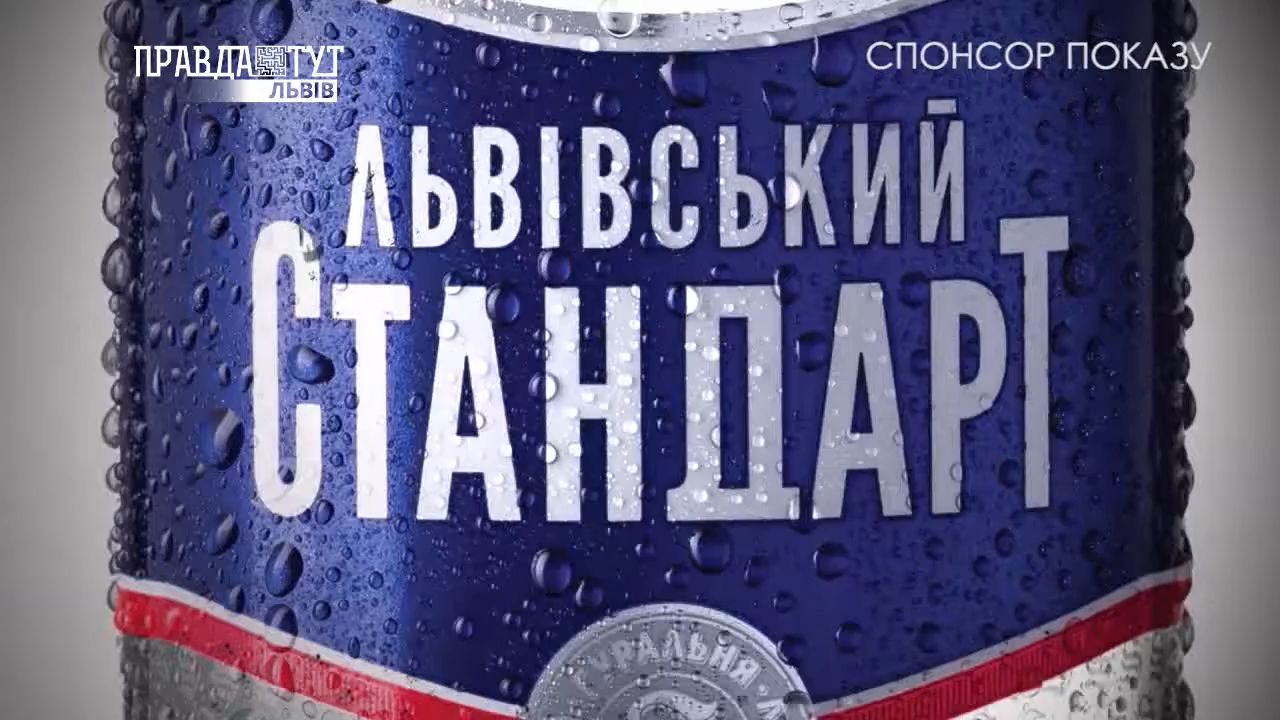 ПРАВДА ТУТ
ЛЬВІВ
СПОНСОР ПОКАЗУ
ЛЬВІВСЬКИЙ
СТАНДАРТ